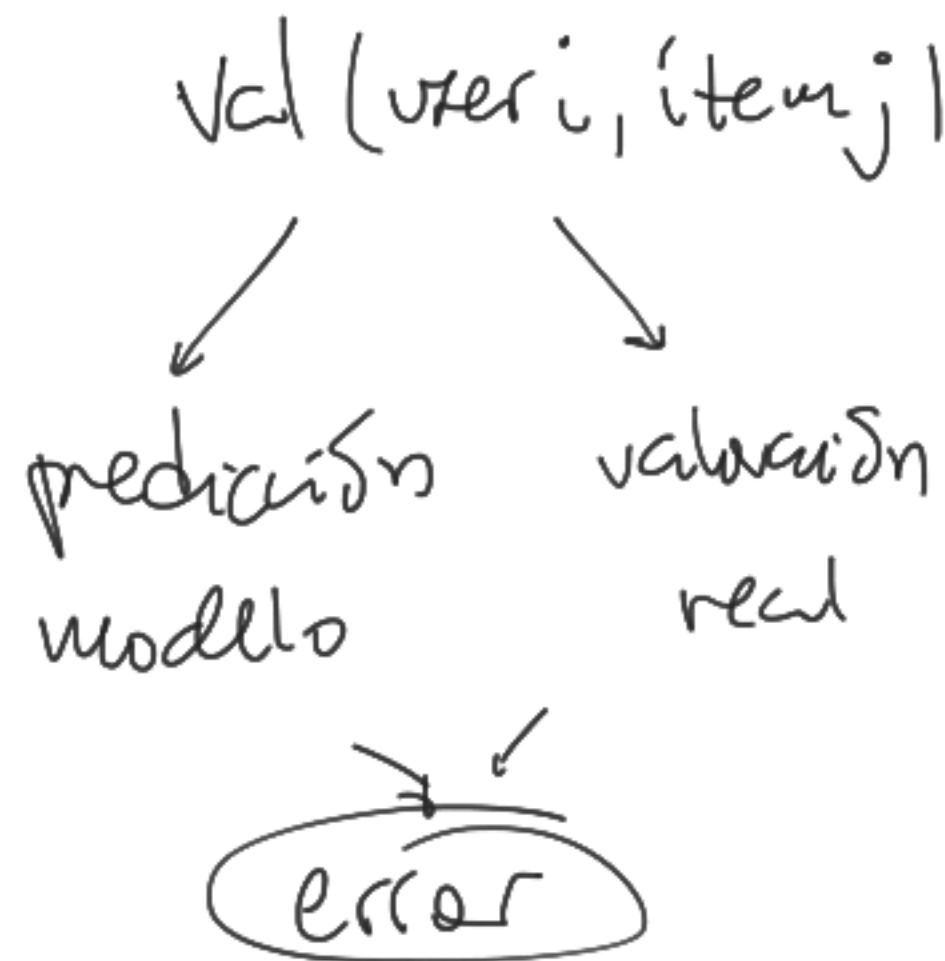 val (user i, item j)
predicción valoración
modelo real
error